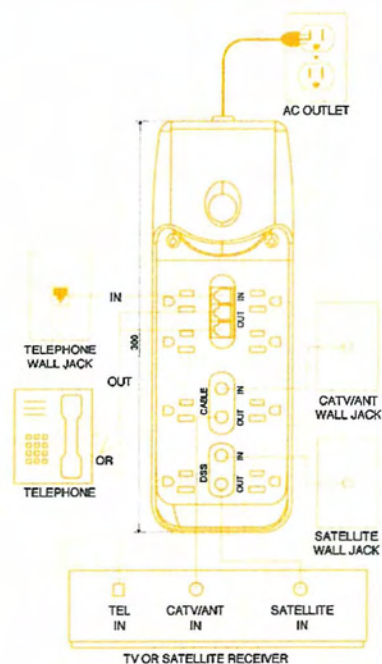 AC OUTLET
300
IN
IN
OUT
TELEPHONE
WALL JACK
OUT
CABLE
IN
OUT
CATV/ANT
WALL JACK
OR
TELEPHONE
DSS
IN
OUT
SATELLITE
WALL JACK
TEL
IN
CATV/ANT
IN
SATELLITE
IN
TV OR SATELLITE RECEIVER